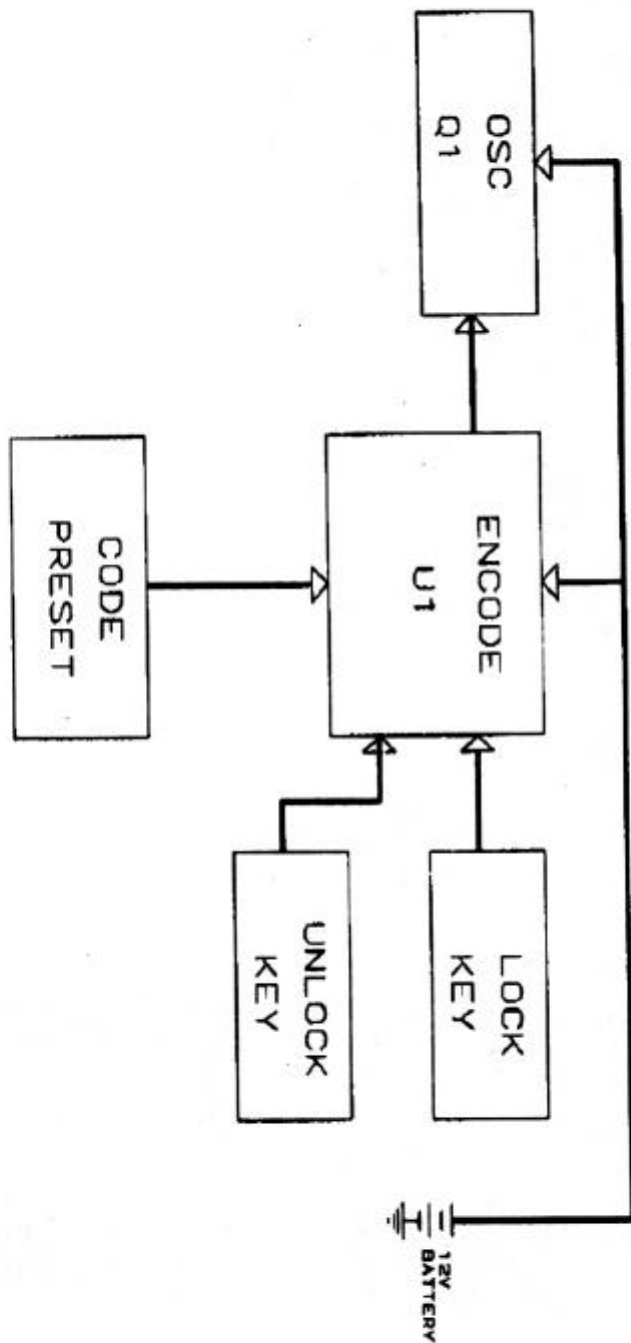 OSC
Q1
ENCODE
U1
LOCK
KEY
CODE
PRESET
UNLOCK
KEY
12V
BATTERY